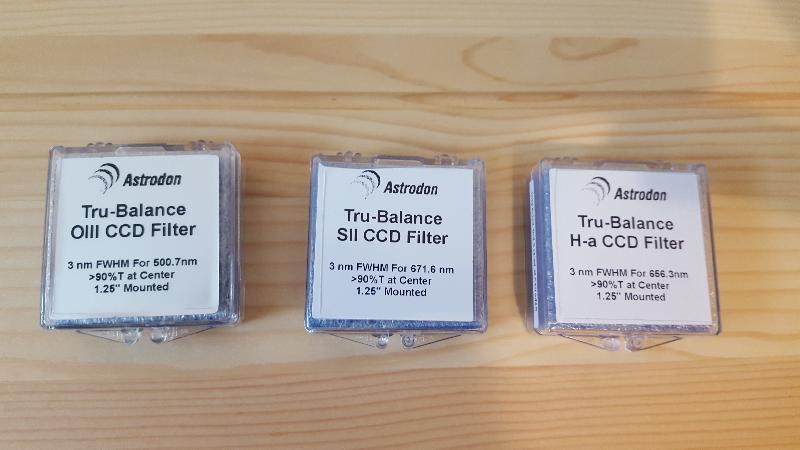 Astrodon
Tru-Balance
OIII CCD Filter
3 nm FWHM For 500.7nm
>90%T at Center
1.25" Mounted
Astrodon
Tru-Balance
SII CCD Filter
3 nm FWHM For 671.6 nm
>90%T at Center
1.25" Mounted
Astrodon
Tru-Balance
H-a CCD Filter
3 nm FWHM For 656.3nm
>90%T at Center
1.25" Mounted